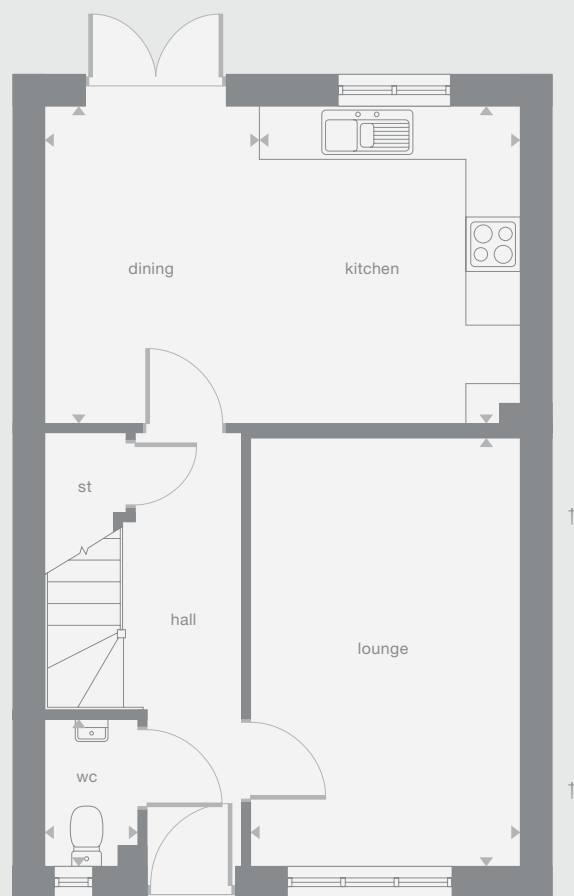 dining
kitchen
st
hall
lounge
wc
†
†